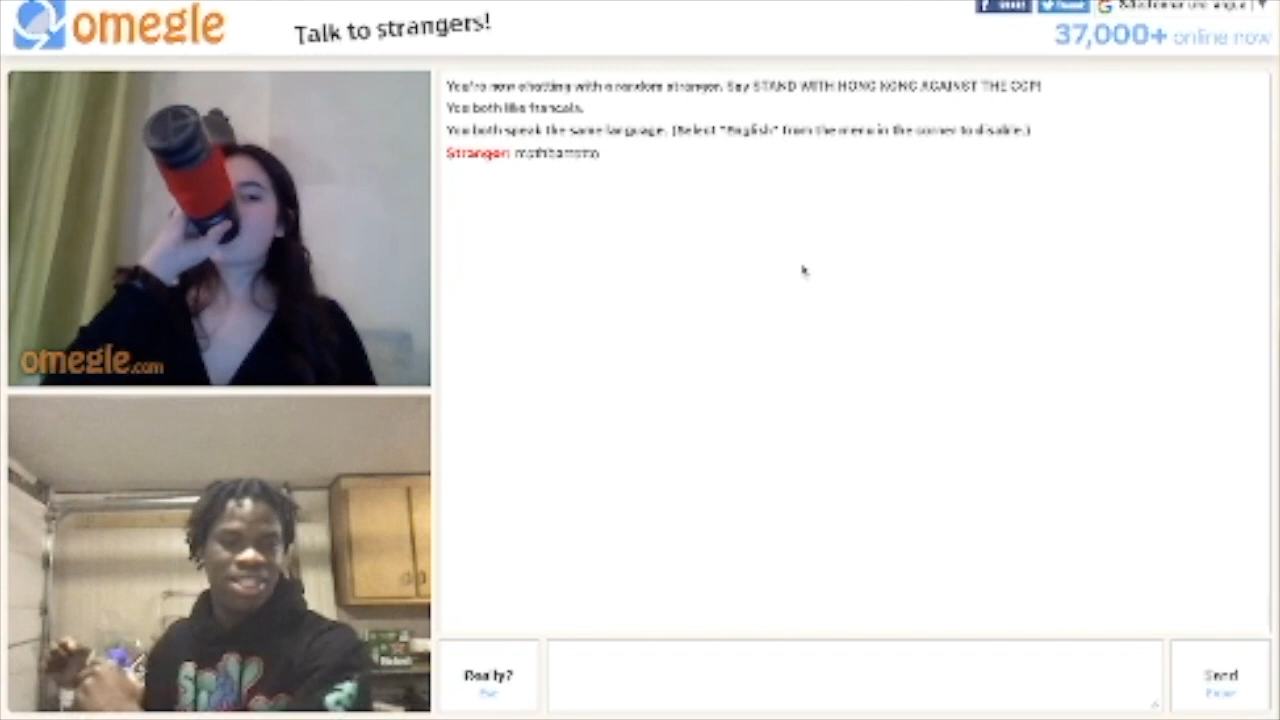 omegle
Talk to strangers!
37,000+ online now
You're now chatting with a random stranger. Say STAND WITH HONG KONG AGAINST THE CCP!
You both like francais.
You both speak the same language. (Select "English" from the menu in the corner to disable.)
Stranger:
omegle.com
Really?
Esc
Send
Enter